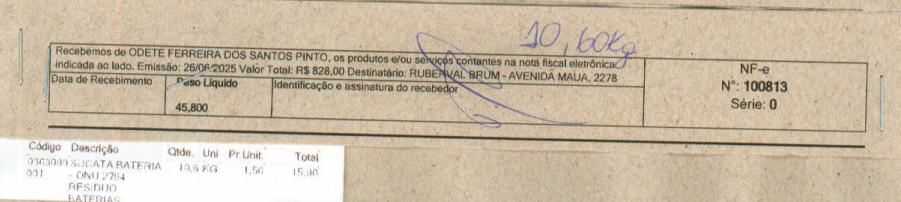 10,60Kg
Recebemos de ODETE FERREIRA DOS SANTOS PINTO, os produtos e/ou serviços contantes na nota fiscal eletrônica
indicada ao lado. Emissão: 26/06/2025 Valor Total: R$ 828,00 Destinatário: RUBERVAL BRUM - AVENIDA MAUA, 2278
Data de Recebimento Peso Líquido Identificação e assinatura do recebedor
45,800
NF-e
Nº: 100813
Série: 0
Código Descrição Qtde. Uni Pr.Unit. Total
0303000 SUCATA BATERIA 10,6 KG 1,50 15,90
001 - ONU 2794
RESIDUO
BATERIAS